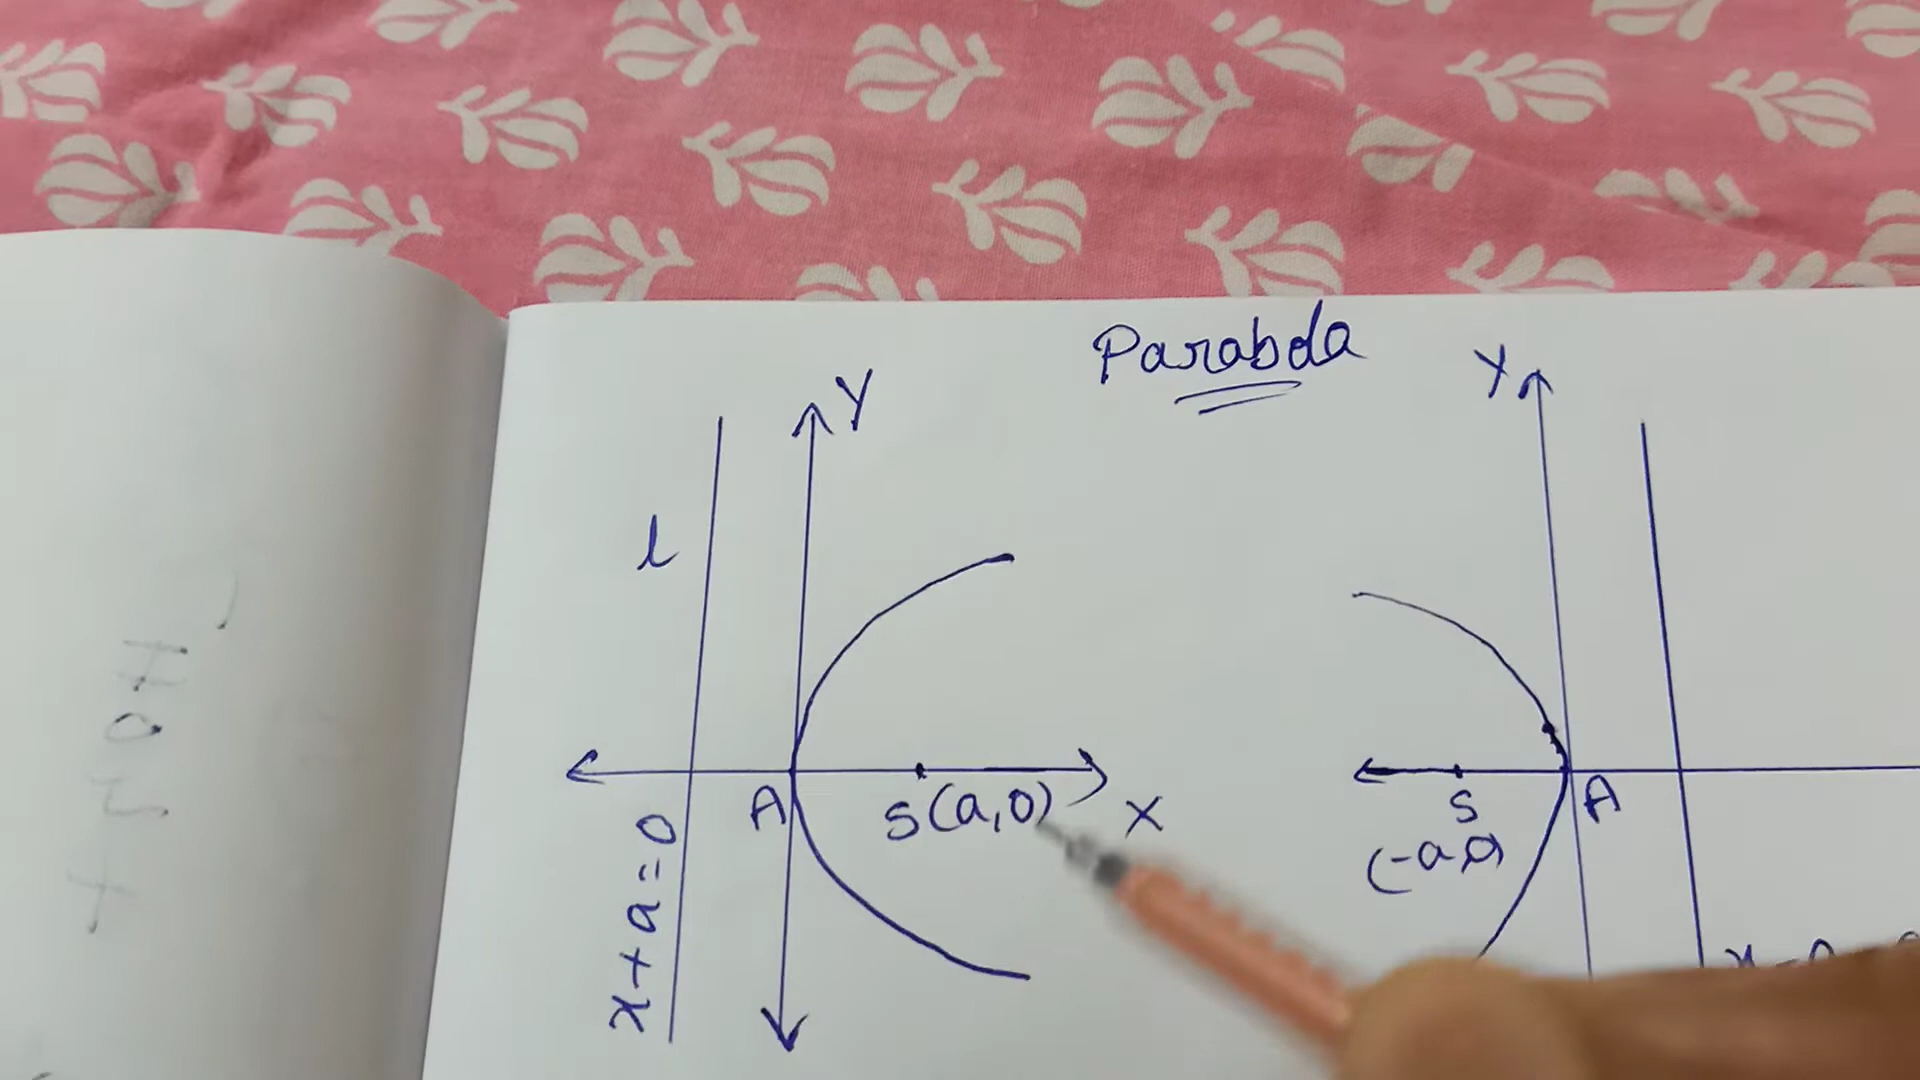 Parabola
Y
l
A
S(a,0)
X
x+a=0
Y
S
A
(-a,0)